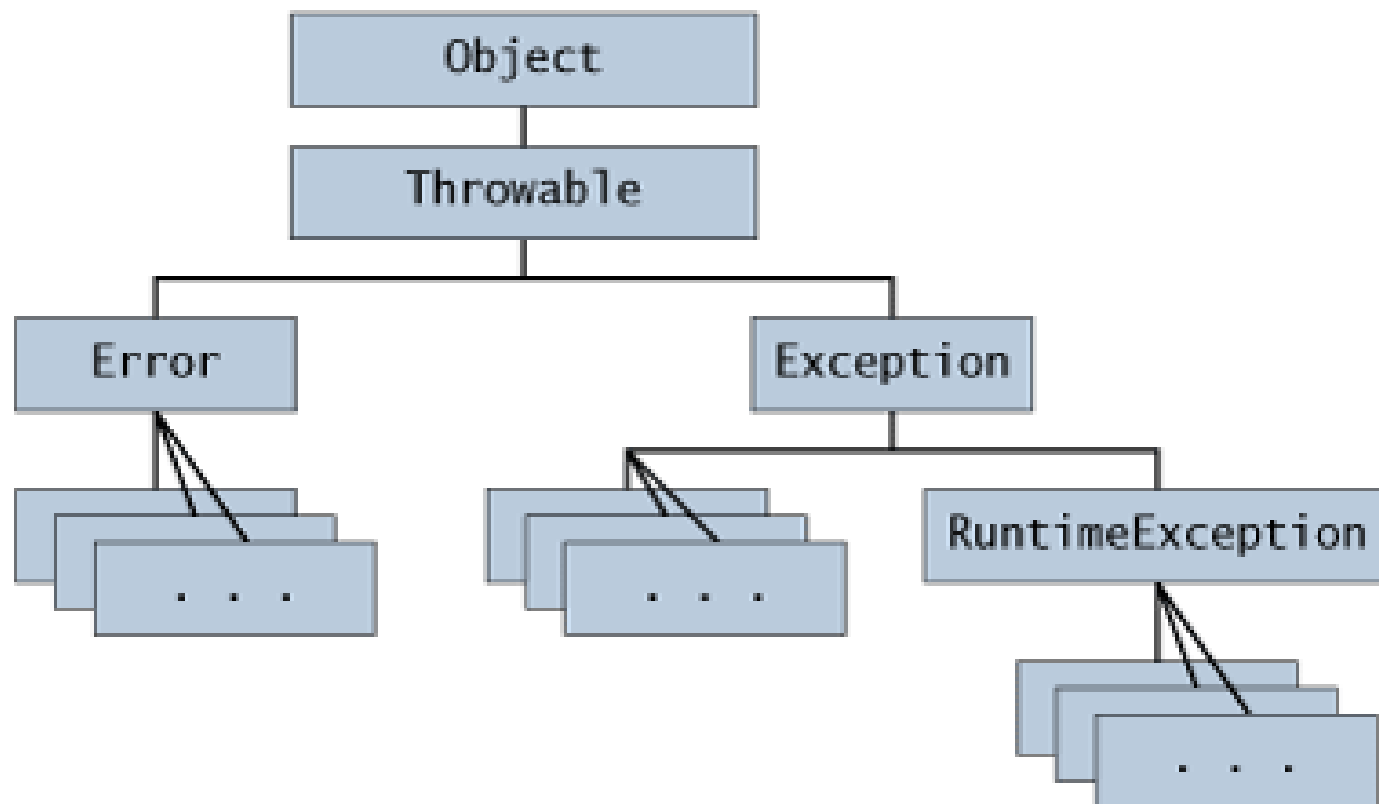 Object
Throwable
Error
Exception
RuntimeException
. . .
. . .
. . .